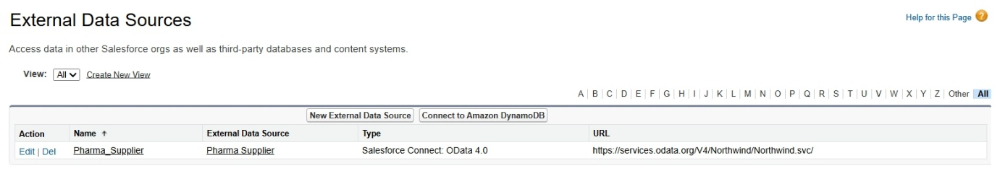 External Data Sources
Help for this Page ?
Access data in other Salesforce orgs as well as third-party databases and content systems.
View: All Create New View
A | B | C | D | E | F | G | H | I | J | K | L | M | N | O | P | Q | R | S | T | U | V | W | X | Y | Z | Other | All
New External Data Source Connect to Amazon DynamoDB
Action Name ↑ External Data Source Type URL
Edit | Del Pharma_Supplier Pharma Supplier Salesforce Connect: OData 4.0 https://services.odata.org/V4/Northwind/Northwind.svc/